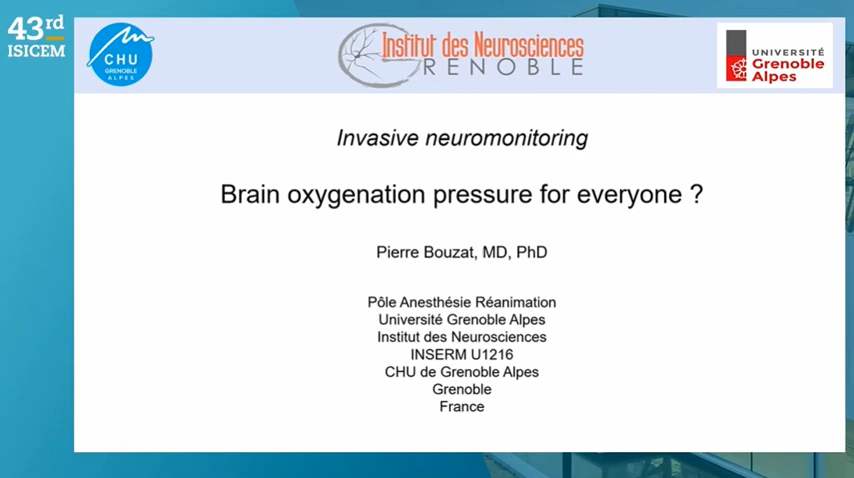 43rd
ISICEM
CHU
GRENOBLE
ALPES
Institut des Neurosciences
GRENOBLE
UNIVERSITÉ
Grenoble
Alpes
Invasive neuromonitoring
Brain oxygenation pressure for everyone ?
Pierre Bouzat, MD, PhD
Pôle Anesthésie Réanimation
Université Grenoble Alpes
Institut des Neurosciences
INSERM U1216
CHU de Grenoble Alpes
Grenoble
France